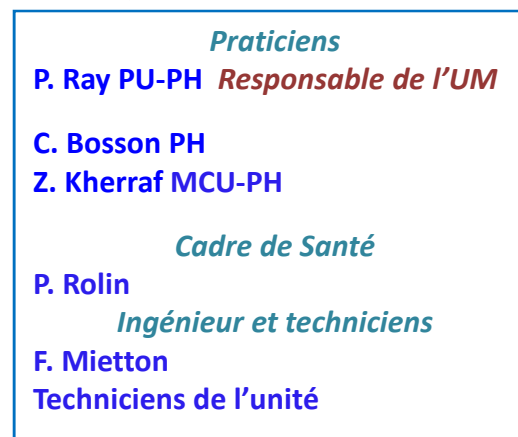 Praticiens
P. Ray PU-PH Responsable de l’UM
C. Bosson PH
Z. Kherraf MCU-PH
Cadre de Santé
P. Rolin
Ingénieur et techniciens
F. Mietton
Techniciens de l’unité